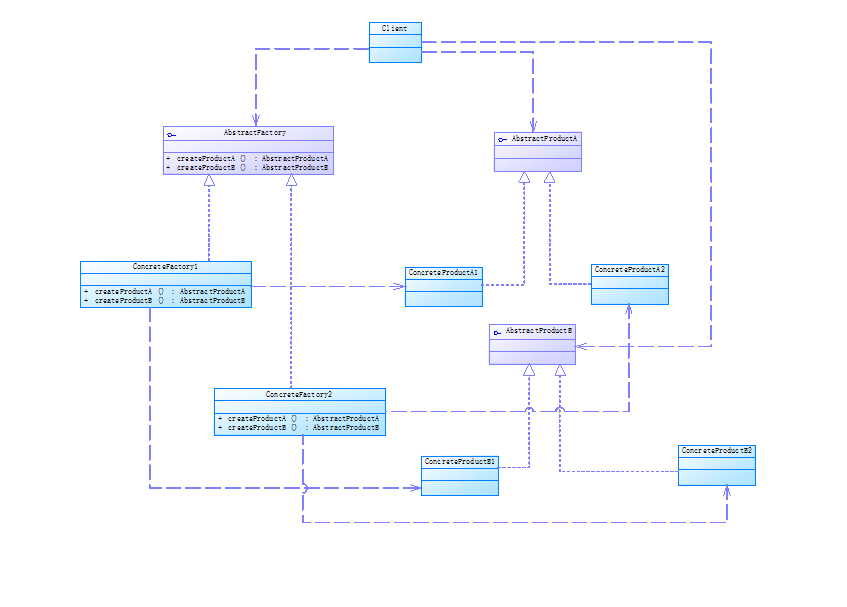 Client
AbstractFactory
+ createProductA () : AbstractProductA
+ createProductB () : AbstractProductB
AbstractProductA
ConcreteFactory1
+ createProductA () : AbstractProductA
+ createProductB () : AbstractProductB
ConcreteProductA1
ConcreteProductA2
AbstractProductB
ConcreteFactory2
+ createProductA () : AbstractProductA
+ createProductB () : AbstractProductB
ConcreteProductB1
ConcreteProductB2